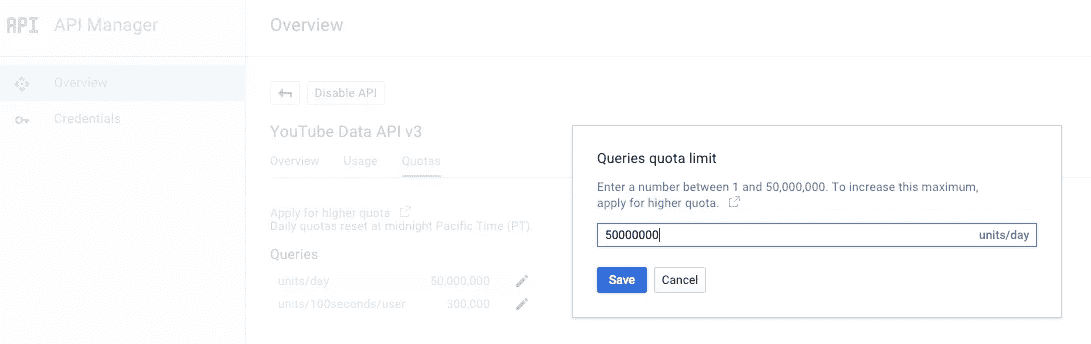 API API Manager
Overview
Credentials
Overview
Disable API
YouTube Data API v3
Overview Usage Quotas
Apply for higher quota
Daily quotas reset at midnight Pacific Time (PT).
Queries
units/day 50,000,000
units/100seconds/user 300,000
Queries quota limit
Enter a number between 1 and 50,000,000. To increase this maximum,
apply for higher quota.
50000000 units/day
Save Cancel